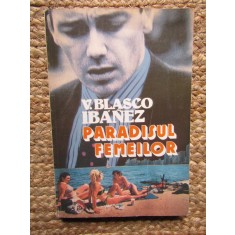 V. BLASCO
IBAÑEZ
PARADISUL
FEMEILOR